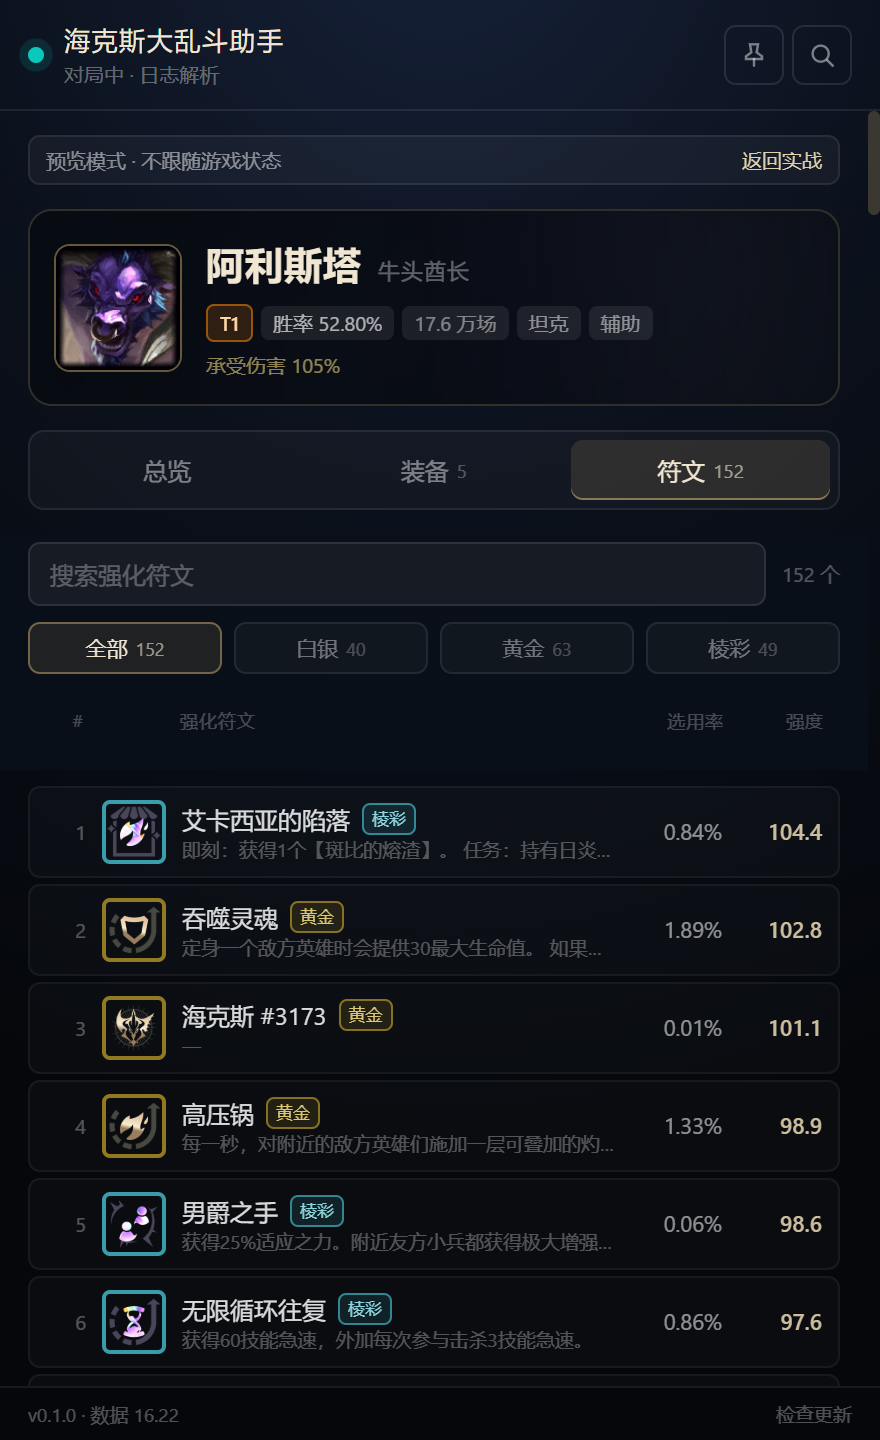 海克斯大乱斗助手
对局中 · 日志解析
预览模式 · 不跟随游戏状态 返回实战
阿利斯塔 牛头酋长
T1 胜率 52.80% 17.6 万场 坦克 辅助
承受伤害 105%
总览 装备 5 符文 152
搜索强化符文 152 个
全部 152 白银 40 黄金 63 棱彩 49
# 强化符文 选用率 强度
1 艾卡西亚的陷落 棱彩 0.84% 104.4
即刻：获得1个【斑比的熔渣】。 任务：持有日炎...
2 吞噬灵魂 黄金 1.89% 102.8
定身一个敌方英雄时会提供30最大生命值。 如果...
3 海克斯 #3173 黄金 0.01% 101.1
—
4 高压锅 黄金 1.33% 98.9
每一秒，对附近的敌方英雄们施加一层可叠加的灼...
5 男爵之手 棱彩 0.06% 98.6
获得25%适应之力。附近友方小兵都获得极大增强...
6 无限循环往复 棱彩 0.86% 97.6
获得60技能急速，外加每次参与击杀3技能急速。
v0.1.0 · 数据 16.22 检查更新